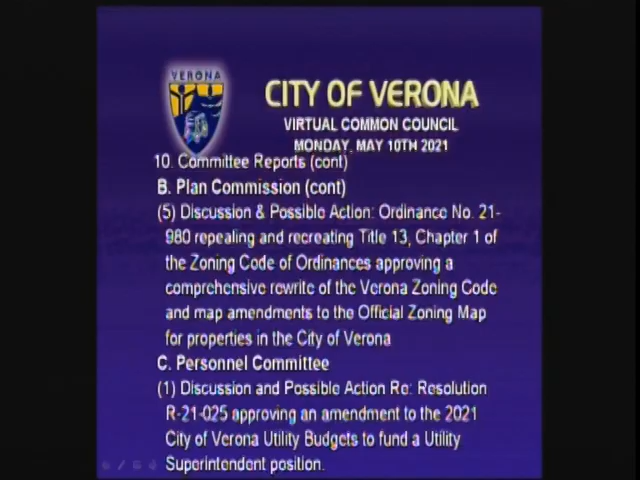 VERONA
CITY OF VERONA
VIRTUAL COMMON COUNCIL
MONDAY, MAY 10TH 2021
10. Committee Reports (cont)
B. Plan Commission (cont)
(5) Discussion & Possible Action: Ordinance No. 21-
980 repealing and recreating Title 13, Chapter 1 of
the Zoning Code of Ordinances approving a
comprehensive rewrite of the Verona Zoning Code
and map amendments to the Official Zoning Map
for properties in the City of Verona
C. Personnel Committee
(1) Discussion and Possible Action Re: Resolution
R-21-025 approving an amendment to the 2021
City of Verona Utility Budgets to fund a Utility
Superintendent position.